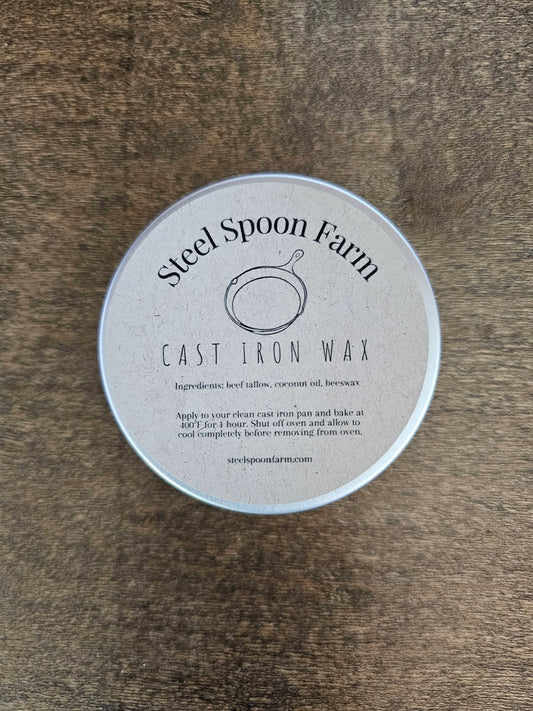 Steel Spoon Farm
CAST IRON WAX
Ingredients: beef tallow, coconut oil, beeswax
Apply to your clean cast iron pan and bake at
400°F for 1 hour. Shut off oven and allow to
cool completely before removing from oven.
steelspoonfarm.com